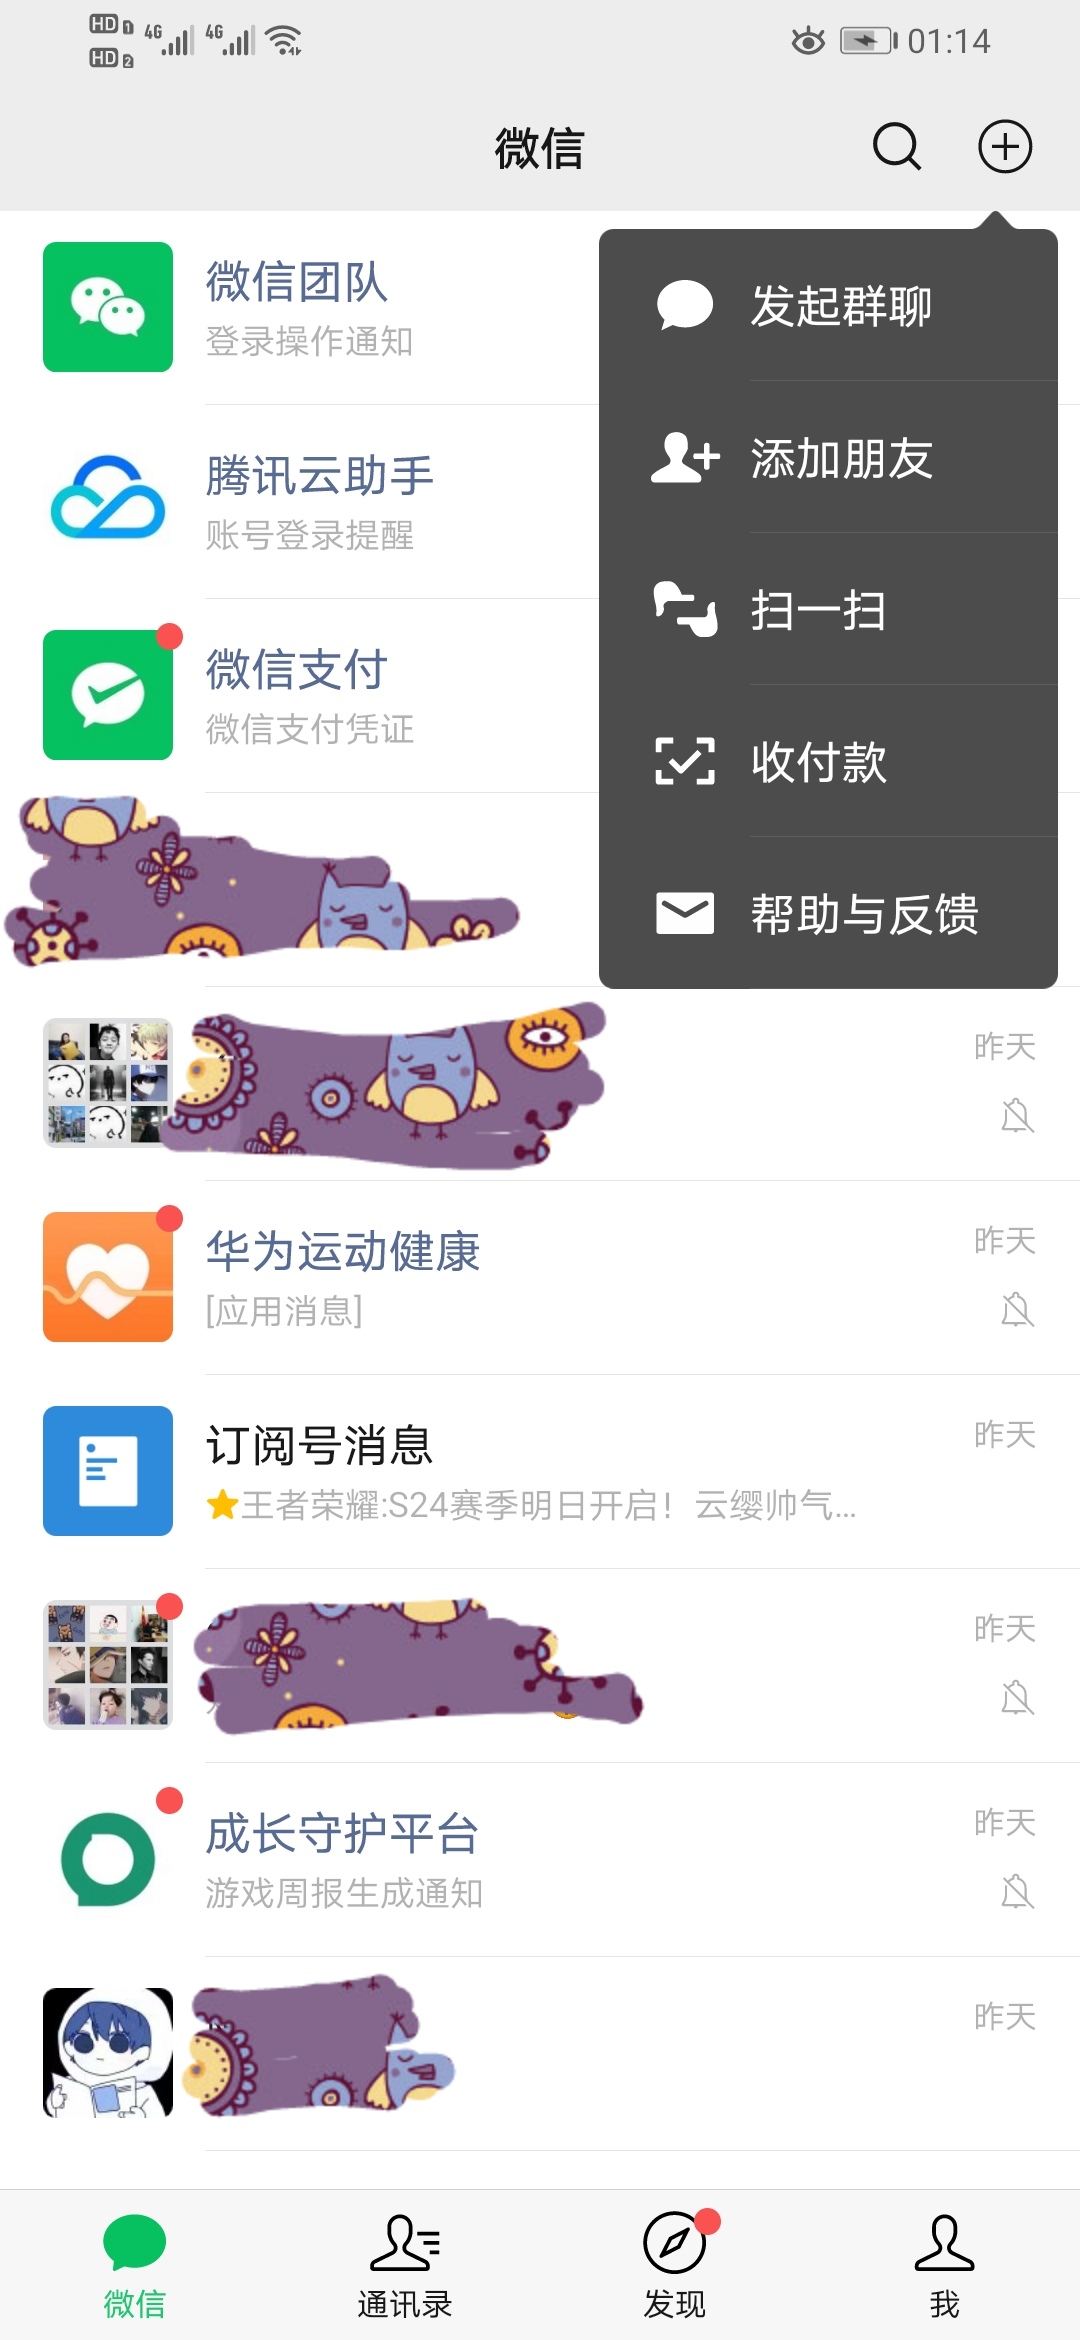 HD 1 4G 4G
HD 2
01:14
微信
微信团队
登录操作通知
腾讯云助手
账号登录提醒
微信支付
微信支付凭证
发起群聊
添加朋友
扫一扫
收付款
帮助与反馈
昨天
华为运动健康
昨天
[应用消息]
订阅号消息
昨天
王者荣耀:S24赛季明日开启！云缨帅气...
昨天
成长守护平台
昨天
游戏周报生成通知
昨天
微信
通讯录
发现
我